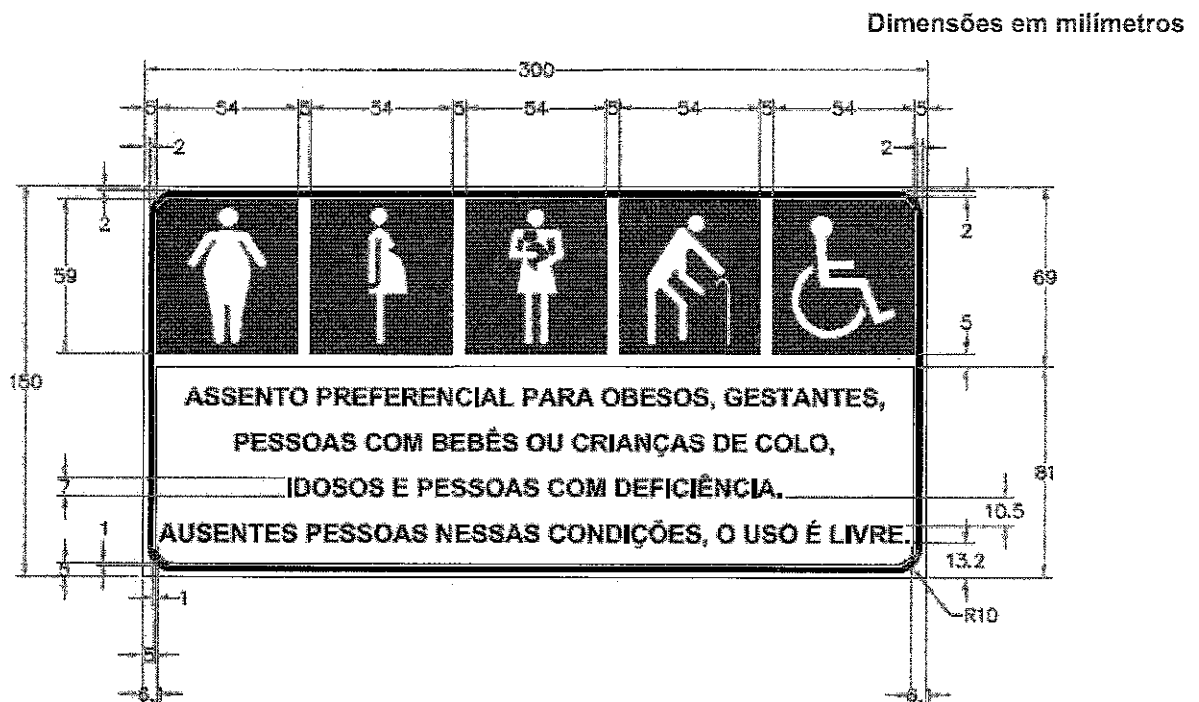 Dimensões em milímetros
300
5 54 5 54 5 54 5 54 5 54 5
2 2
2 2
59 69
5
150 1
ASSENTO PREFERENCIAL PARA OBESOS, GESTANTES,
PESSOAS COM BEBÊS OU CRIANÇAS DE COLO,
7 IDOSOS E PESSOAS COM DEFICIÊNCIA. 81
10.5
1 AUSENTES PESSOAS NESSAS CONDIÇÕES, O USO É LIVRE.
13.2
1
R10
5